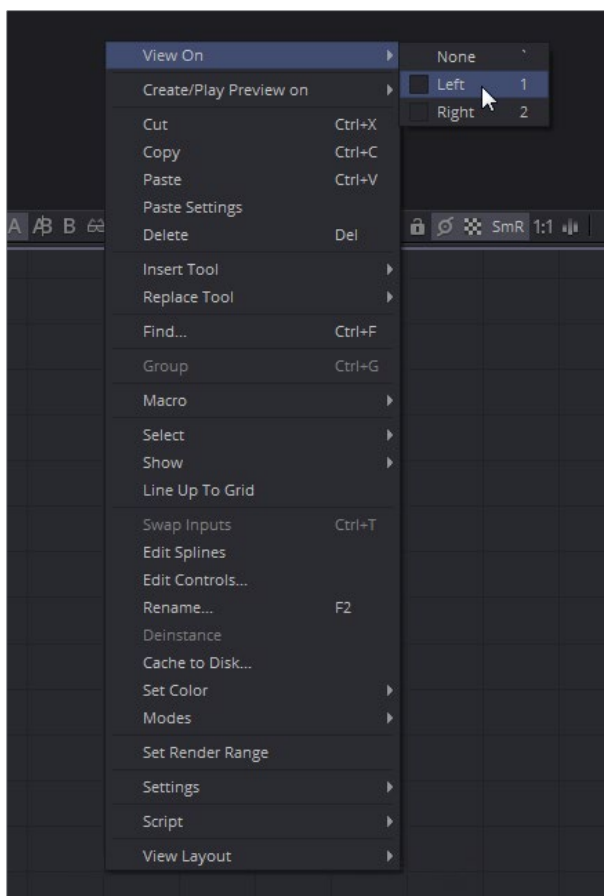 View On
None `
Left 1
Right 2
Create/Play Preview on
Cut Ctrl+X
Copy Ctrl+C
Paste Ctrl+V
Paste Settings
Delete Del
A A|B B
SmR 1:1
Insert Tool
Replace Tool
Find... Ctrl+F
Group Ctrl+G
Macro
Select
Show
Line Up To Grid
Swap Inputs Ctrl+T
Edit Splines
Edit Controls...
Rename... F2
Deinstance
Cache to Disk...
Set Color
Modes
Set Render Range
Settings
Script
View Layout